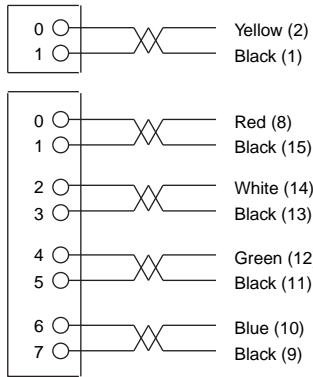 0 Yellow (2)
1 Black (1)
0 Red (8)
1 Black (15)
2 White (14)
3 Black (13)
4 Green (12
5 Black (11)
6 Blue (10)
7 Black (9)